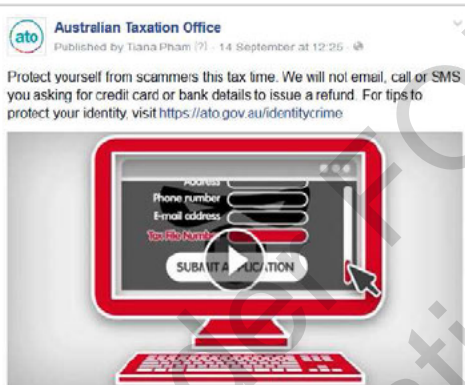 ato
Australian Taxation Office
Published by Tiana Pham [?] · 14 September at 12:25 ·
Protect yourself from scammers this tax time. We will not email, call or SMS
you asking for credit card or bank details to issue a refund. For tips to
protect your identity, visit https://ato.gov.au/identitycrime
Address
Phone number
E-mail address
Tax File Number
SUBMIT APPLICATION